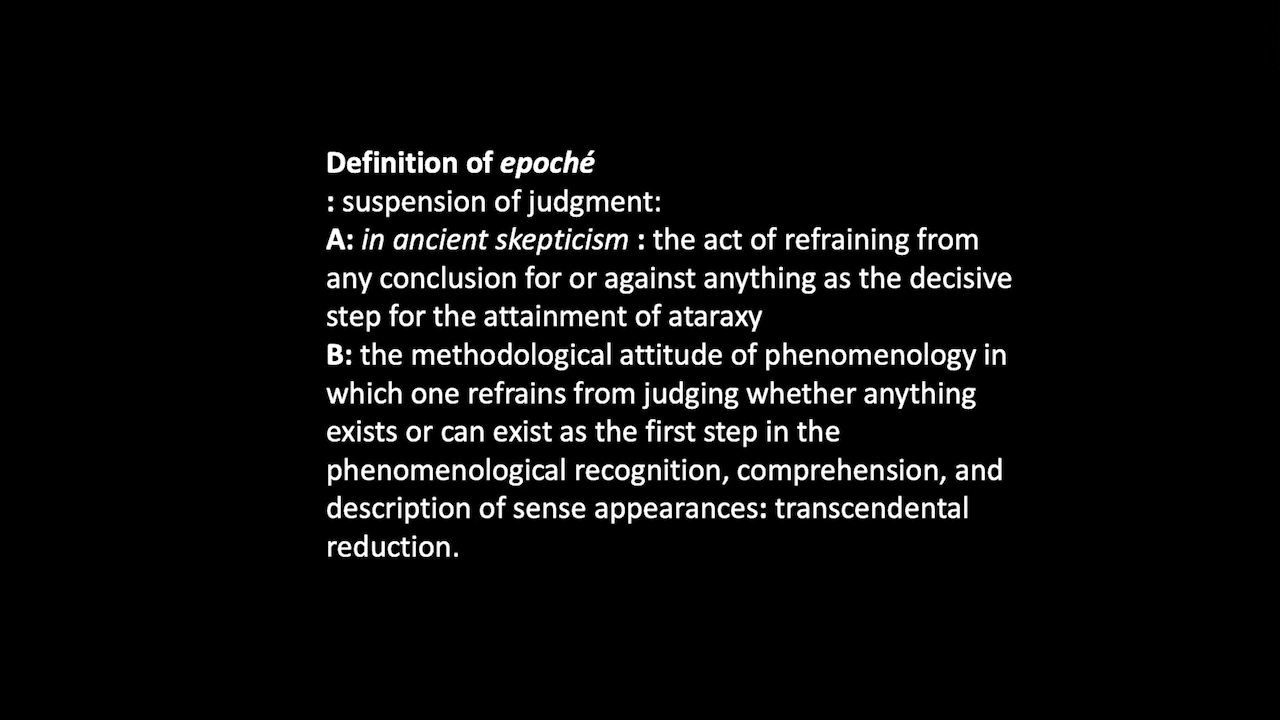 Definition of epoché
: suspension of judgment:
A: in ancient skepticism : the act of refraining from
any conclusion for or against anything as the decisive
step for the attainment of ataraxy
B: the methodological attitude of phenomenology in
which one refrains from judging whether anything
exists or can exist as the first step in the
phenomenological recognition, comprehension, and
description of sense appearances: transcendental
reduction.